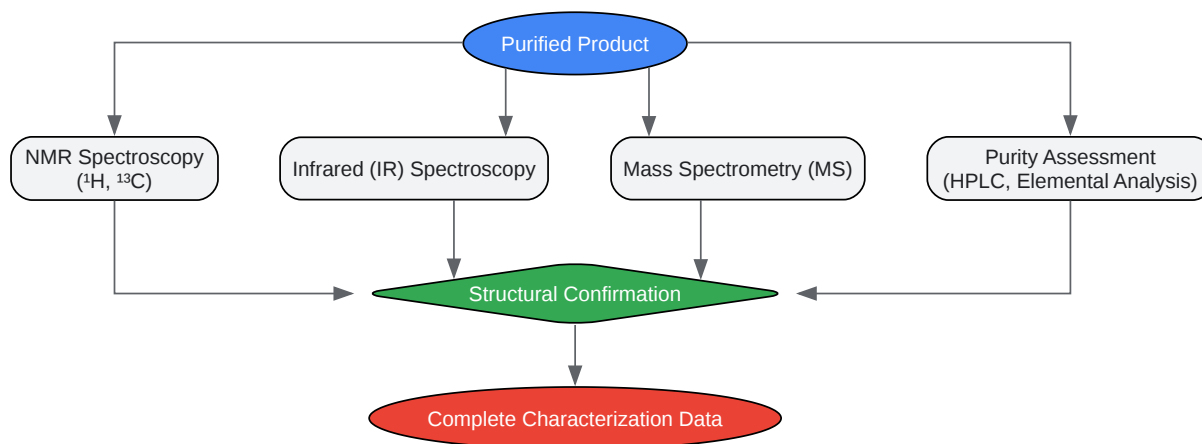 Purified Product
NMR Spectroscopy
(¹H, ¹³C)
Infrared (IR) Spectroscopy
Mass Spectrometry (MS)
Purity Assessment
(HPLC, Elemental Analysis)
Structural Confirmation
Complete Characterization Data